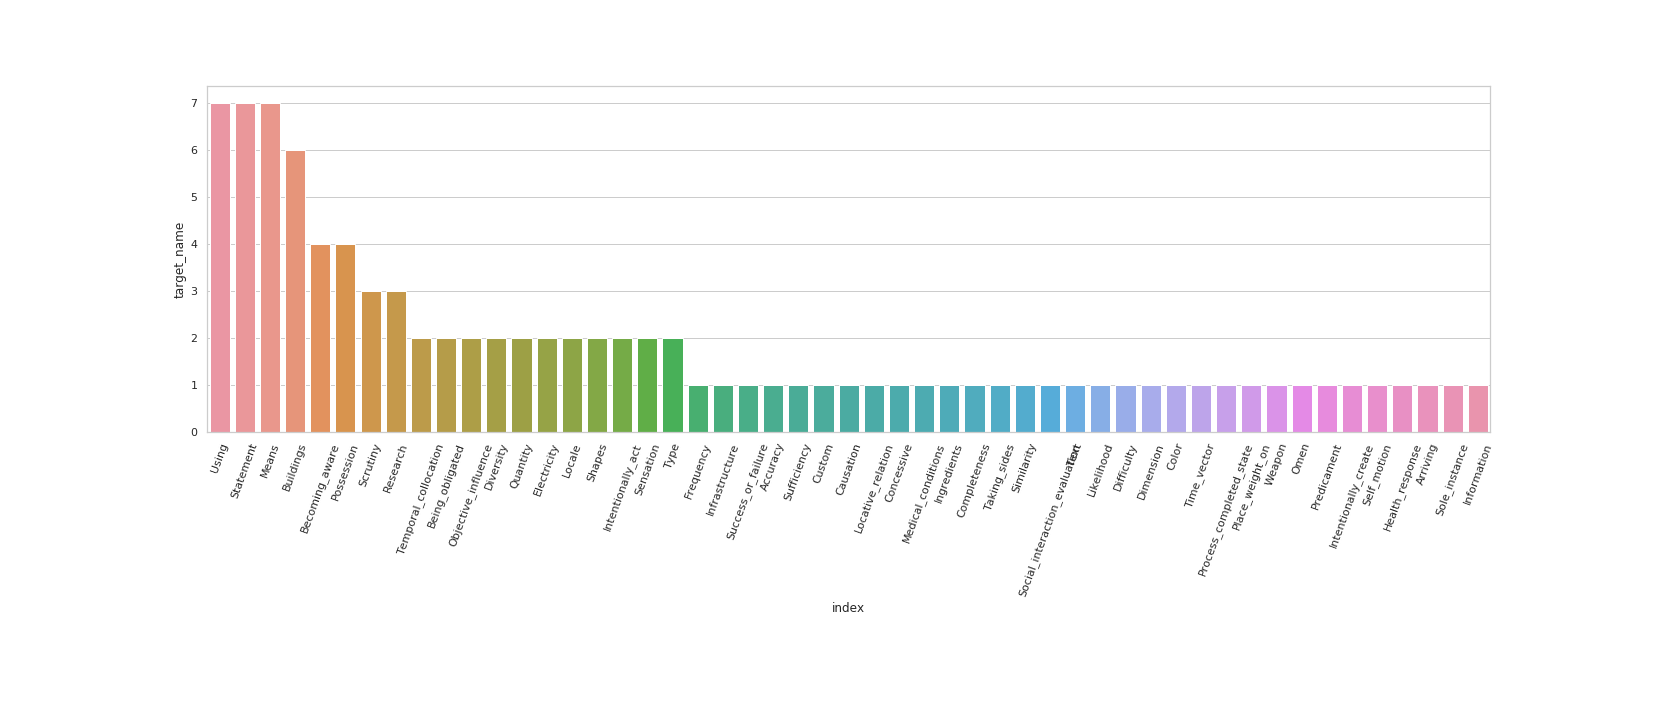 7
6
5
4
3
2
1
0
target_name
Using
Statement
Means
Buildings
Becoming_aware
Possession
Scrutiny
Research
Temporal_collocation
Being_obligated
Objective_influence
Diversity
Quantity
Electricity
Locale
Shapes
Intentionally_act
Sensation
Type
Frequency
Infrastructure
Success_or_failure
Accuracy
Sufficiency
Custom
Causation
Locative_relation
Concessive
Medical_conditions
Ingredients
Completeness
Taking_sides
Similarity
Social_interaction_evaluation
Text
Likelihood
Difficulty
Dimension
Color
Time_vector
Process_completed_state
Place_weight_on
Weapon
Omen
Predicament
Intentionally_create
Self_motion
Health_response
Arriving
Sole_instance
Information
index